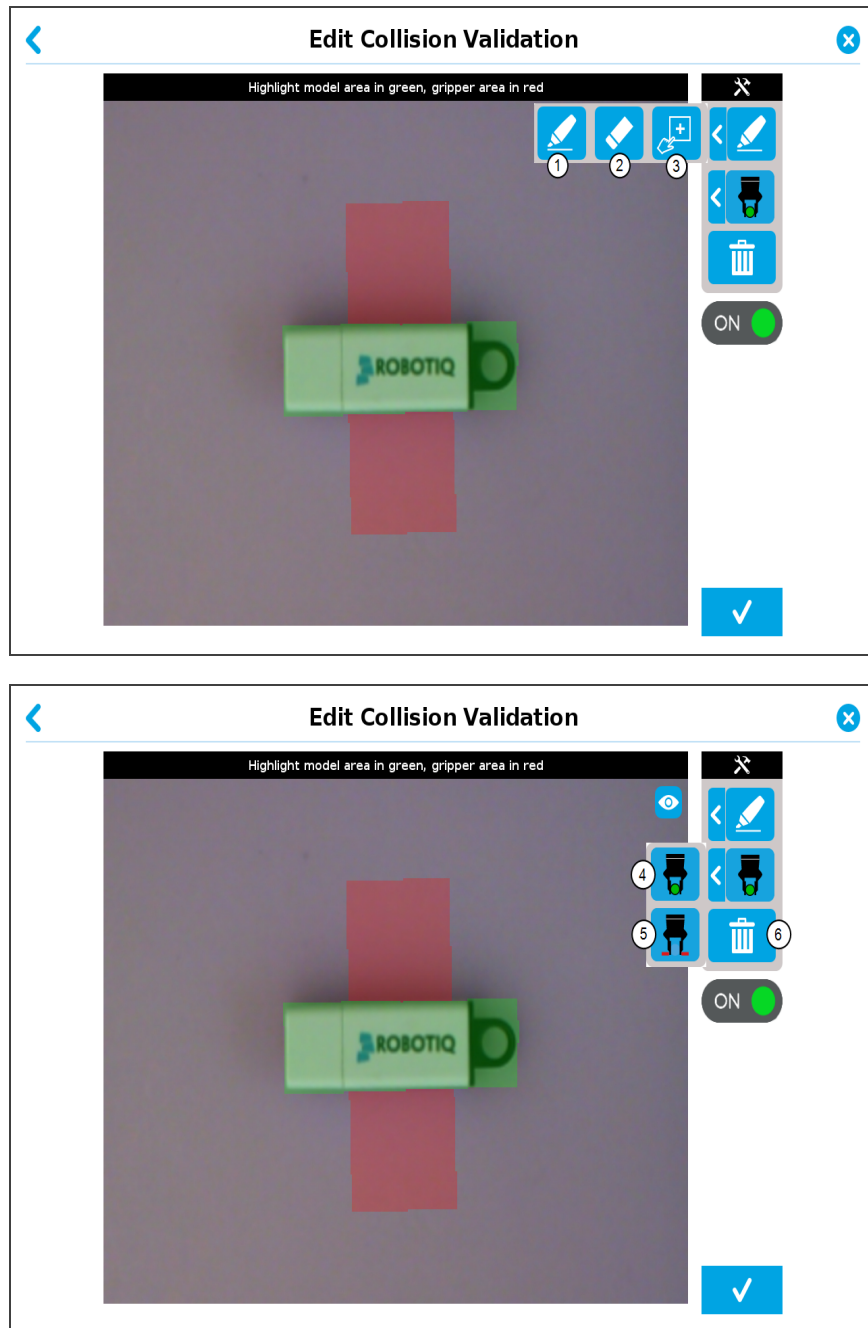 Edit Collision Validation
Highlight model area in green, gripper area in red
1
2
3
ROBOTIQ
ON
Edit Collision Validation
Highlight model area in green, gripper area in red
4
5
6
ROBOTIQ
ON